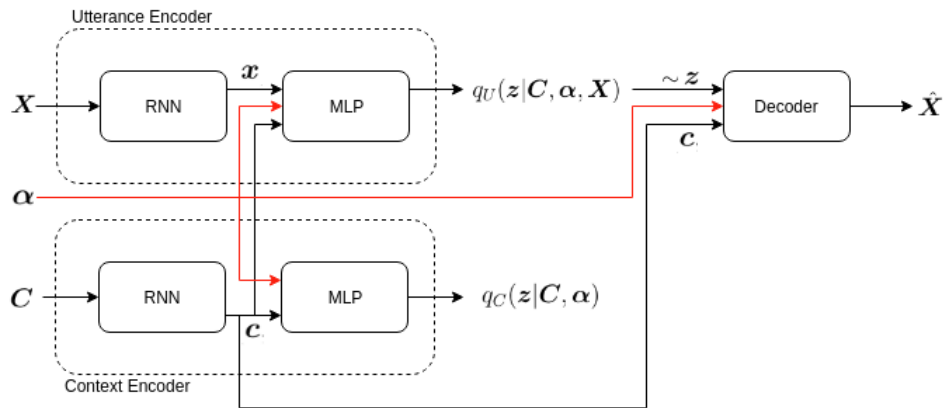 Utterance Encoder
X
RNN
x
MLP
q_U(z|C, α, X)
∼ z
Decoder
X̂
c
α
C
RNN
c
MLP
q_C(z|C, α)
Context Encoder